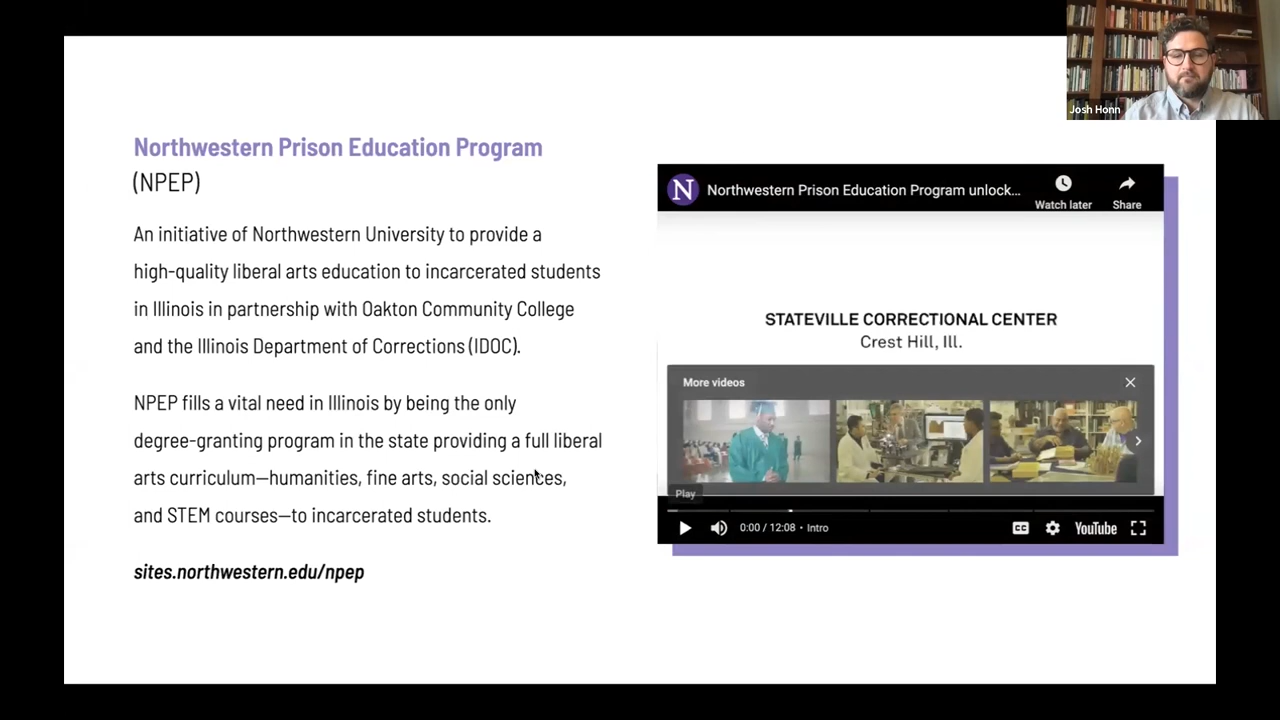 Josh Honn
Northwestern Prison Education Program
(NPEP)
An initiative of Northwestern University to provide a
high-quality liberal arts education to incarcerated students
in Illinois in partnership with Oakton Community College
and the Illinois Department of Corrections (IDOC).
NPEP fills a vital need in Illinois by being the only
degree-granting program in the state providing a full liberal
arts curriculum—humanities, fine arts, social sciences,
and STEM courses—to incarcerated students.
sites.northwestern.edu/npep
N Northwestern Prison Education Program unlock...
Watch later Share
STATEVILLE CORRECTIONAL CENTER
Crest Hill, Ill.
More videos
Play
0:00 / 12:08 • Intro CC YouTube